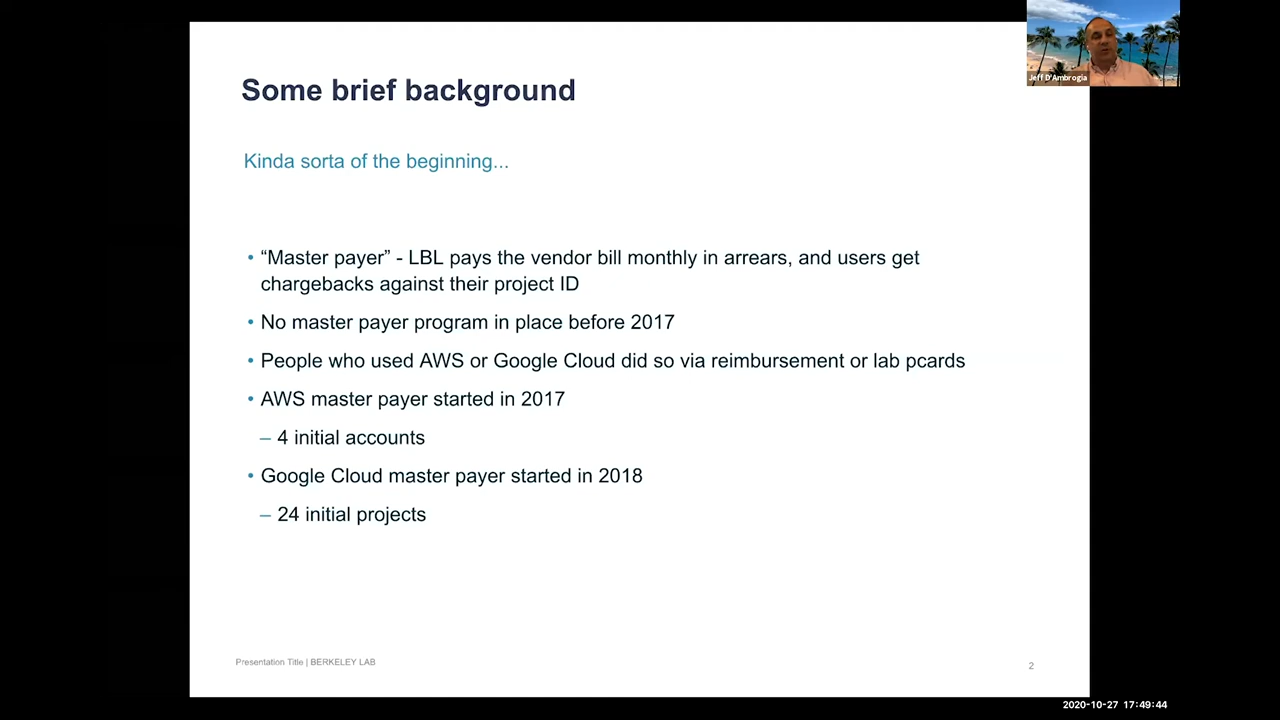 Some brief background
Jeff D'Ambrogia
Kinda sorta of the beginning...
• “Master payer” - LBL pays the vendor bill monthly in arrears, and users get
chargebacks against their project ID
• No master payer program in place before 2017
• People who used AWS or Google Cloud did so via reimbursement or lab pcards
• AWS master payer started in 2017
– 4 initial accounts
• Google Cloud master payer started in 2018
– 24 initial projects
Presentation Title | BERKELEY LAB
2
2020-10-27 17:49:44